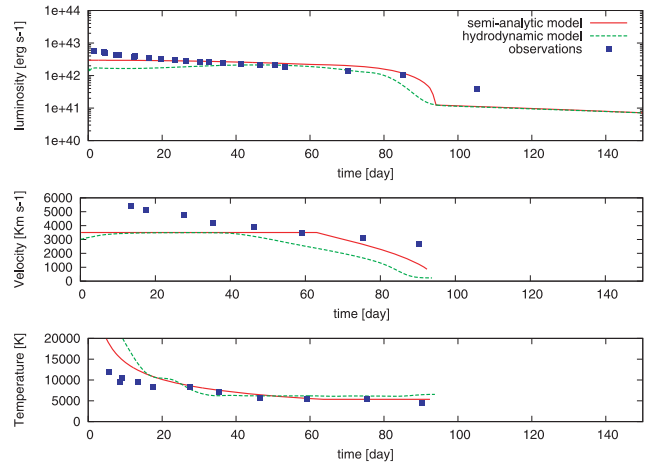 1e+44
1e+43
1e+42
1e+41
1e+40
luminosity [erg s-1]
semi-analytic model
hydrodynamic model
observations
0 20 40 60 80 100 120 140
time [day]
6000
5000
4000
3000
2000
1000
0
Velocity [Km s-1]
0 20 40 60 80 100 120 140
time [day]
20000
15000
10000
5000
0
Temperature [K]
0 20 40 60 80 100 120 140
time [day]